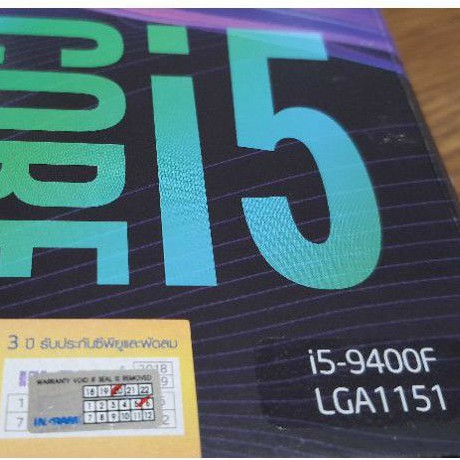 CORE
i5
3 ปี รับประกันซีพียูและพัดลม
2018
WARRANTY VOID IF SEAL IS REMOVED
18 19 20 21 22
1 2 3 4 5 6
7 8 9 10 11 12
INGRAM
i5-9400F
LGA1151